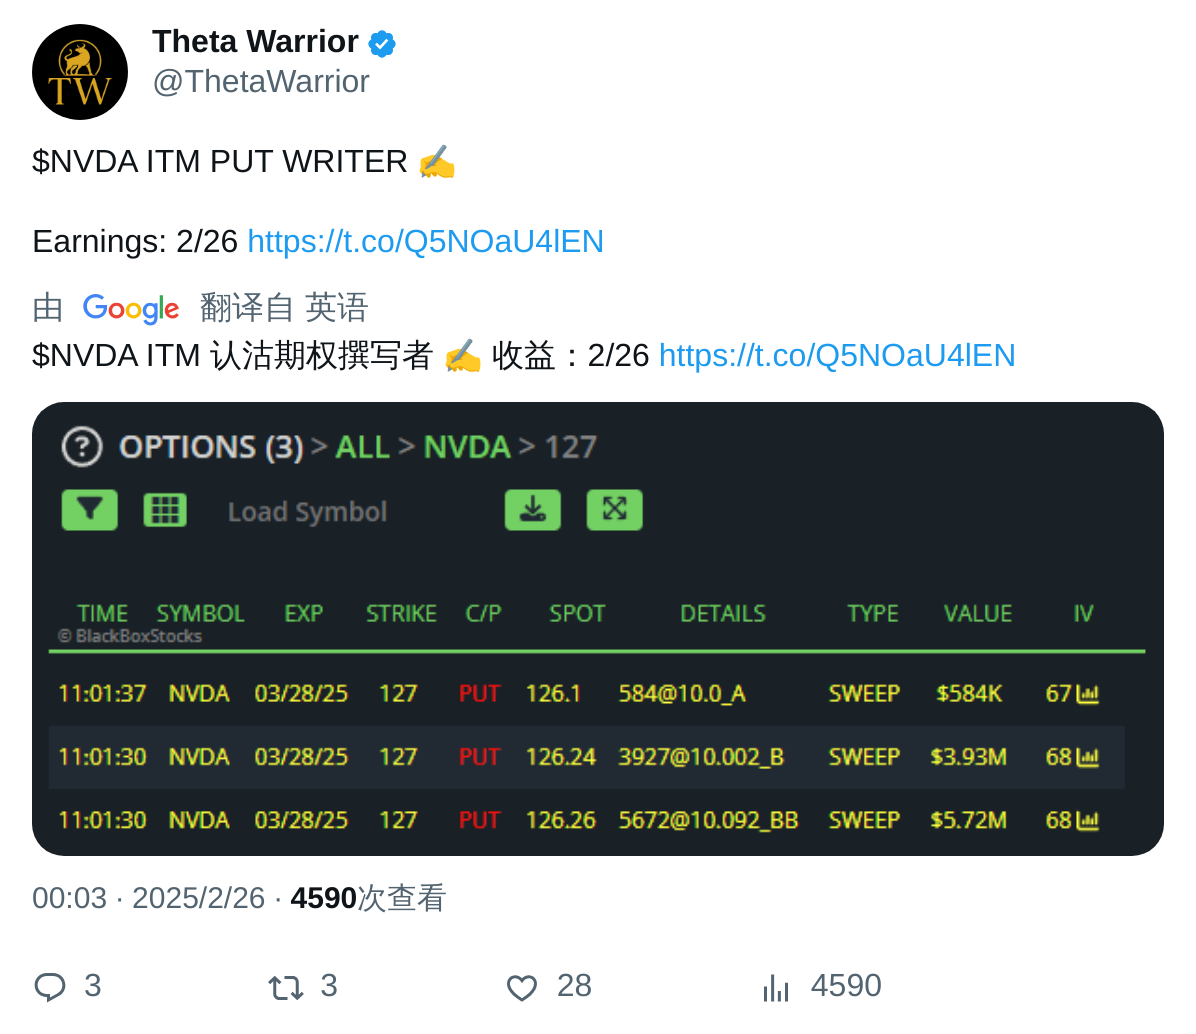 Theta Warrior
@ThetaWarrior
TW
$NVDA ITM PUT WRITER ✍️
Earnings: 2/26 https://t.co/Q5NOaU4lEN
由 Google 翻译自 英语
$NVDA ITM 认沽期权撰写者 ✍️ 收益：2/26 https://t.co/Q5NOaU4lEN
? OPTIONS (3) > ALL > NVDA > 127
Load Symbol
TIME SYMBOL EXP STRIKE C/P SPOT DETAILS TYPE VALUE IV
© BlackBoxStocks
11:01:37 NVDA 03/28/25 127 PUT 126.1 584@10.0_A SWEEP $584K 67
11:01:30 NVDA 03/28/25 127 PUT 126.24 3927@10.002_B SWEEP $3.93M 68
11:01:30 NVDA 03/28/25 127 PUT 126.26 5672@10.092_BB SWEEP $5.72M 68
00:03 · 2025/2/26 · 4590次查看
3 3 28 4590